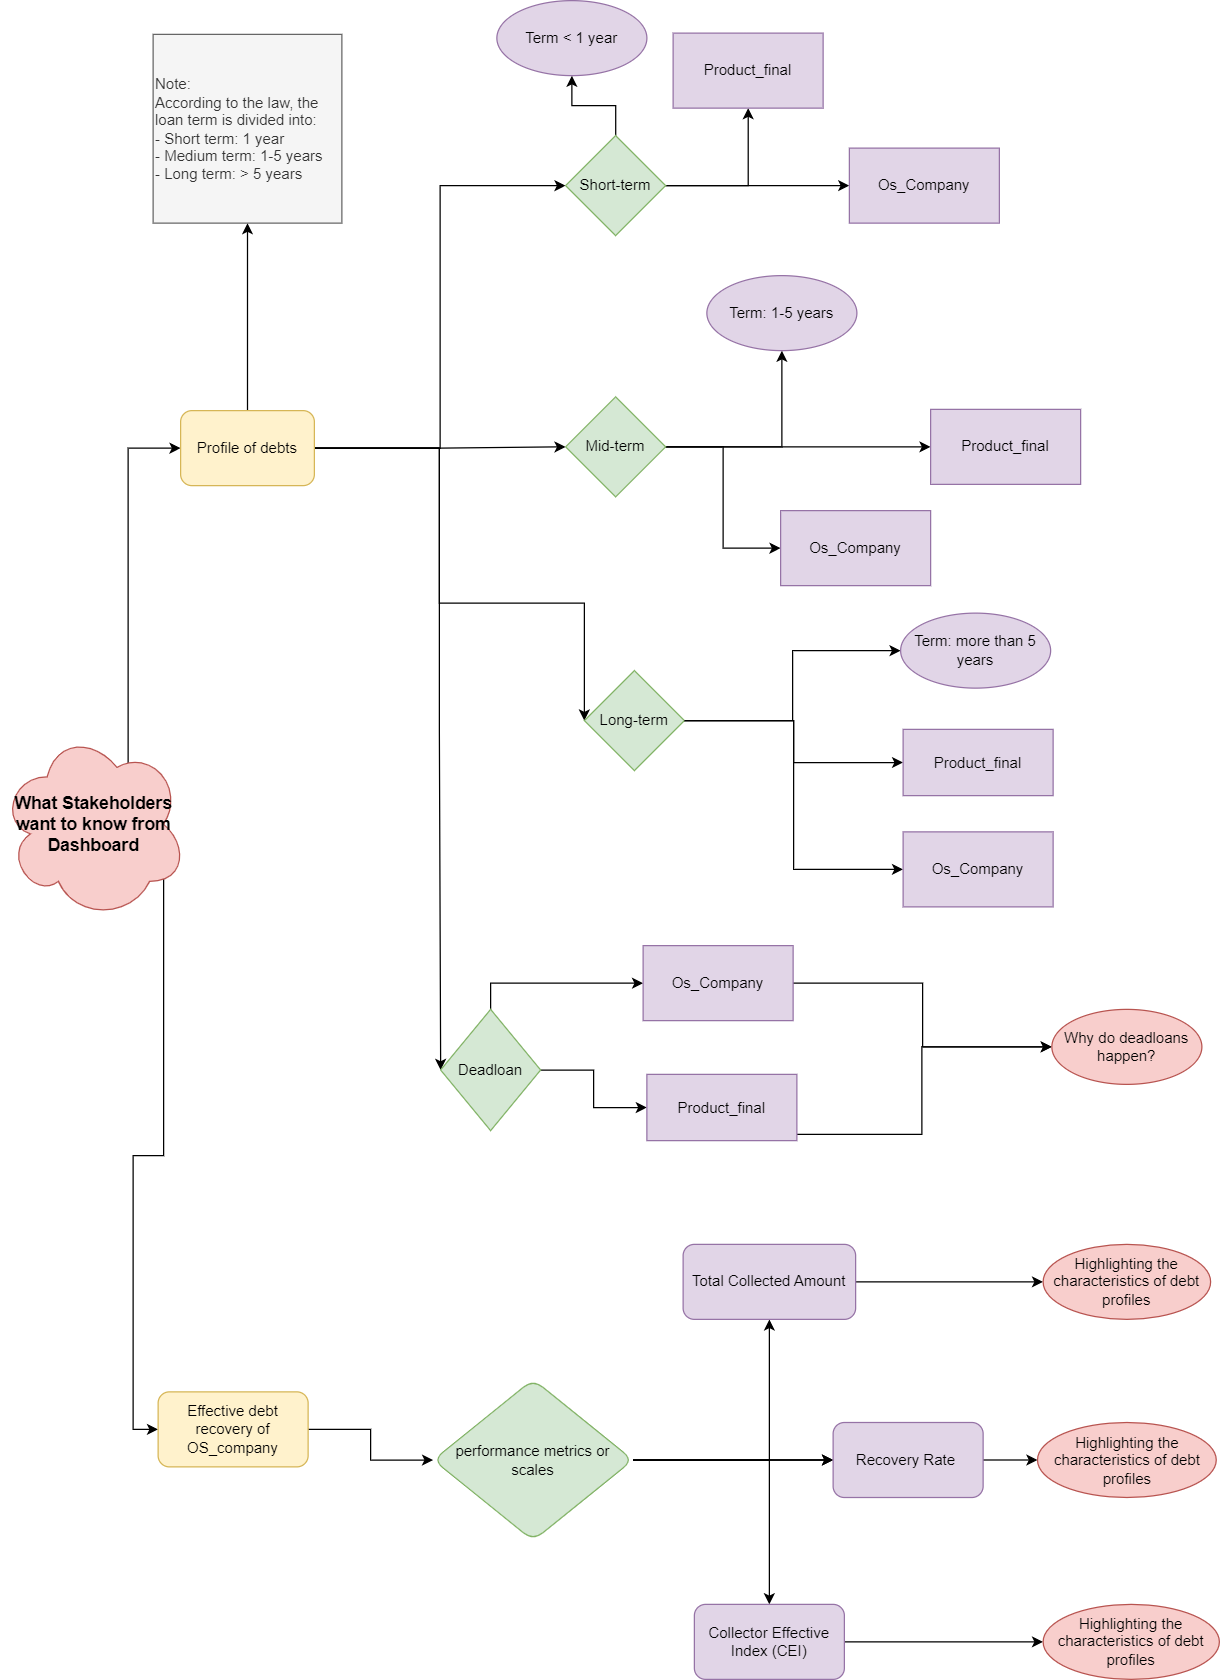 Term < 1 year
Product_final
Note:
According to the law, the
loan term is divided into:
- Short term: 1 year
- Medium term: 1-5 years
- Long term: > 5 years
Short-term
Os_Company
Term: 1-5 years
Profile of debts
Mid-term
Product_final
Os_Company
Term: more than 5
years
Long-term
Product_final
What Stakeholders
want to know from
Dashboard
Os_Company
Os_Company
Why do deadloans
happen?
Deadloan
Product_final
Total Collected Amount
Highlighting the
characteristics of debt
profiles
Effective debt
recovery of
OS_company
performance metrics or
scales
Recovery Rate
Highlighting the
characteristics of debt
profiles
Collector Effective
Index (CEI)
Highlighting the
characteristics of debt
profiles